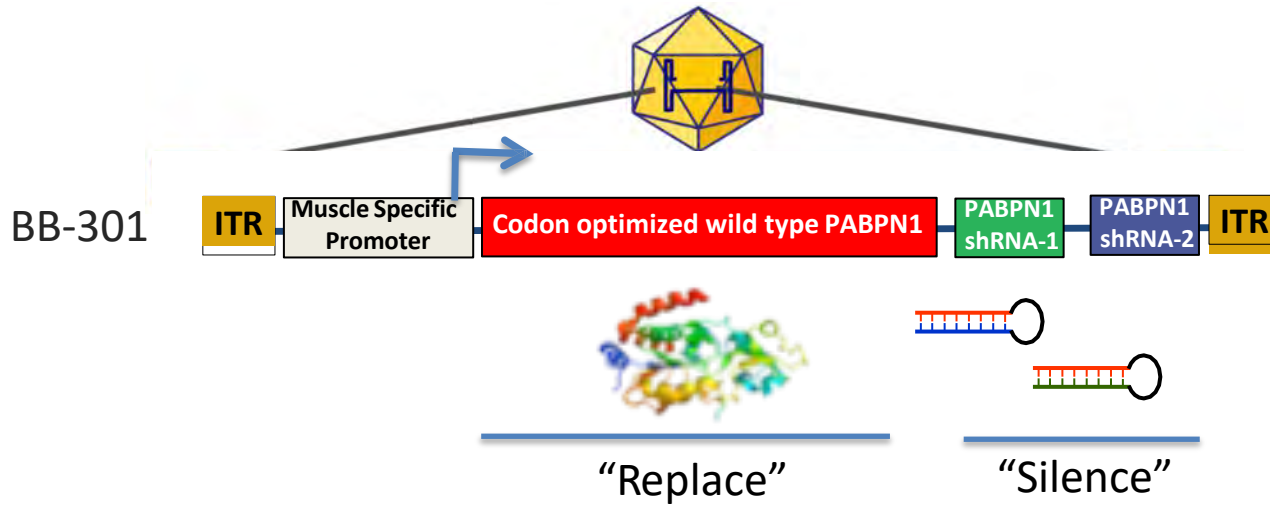 BB-301
ITR
Muscle Specific
Promoter
Codon optimized wild type PABPN1
PABPN1
shRNA-1
PABPN1
shRNA-2
ITR
“Replace”
“Silence”